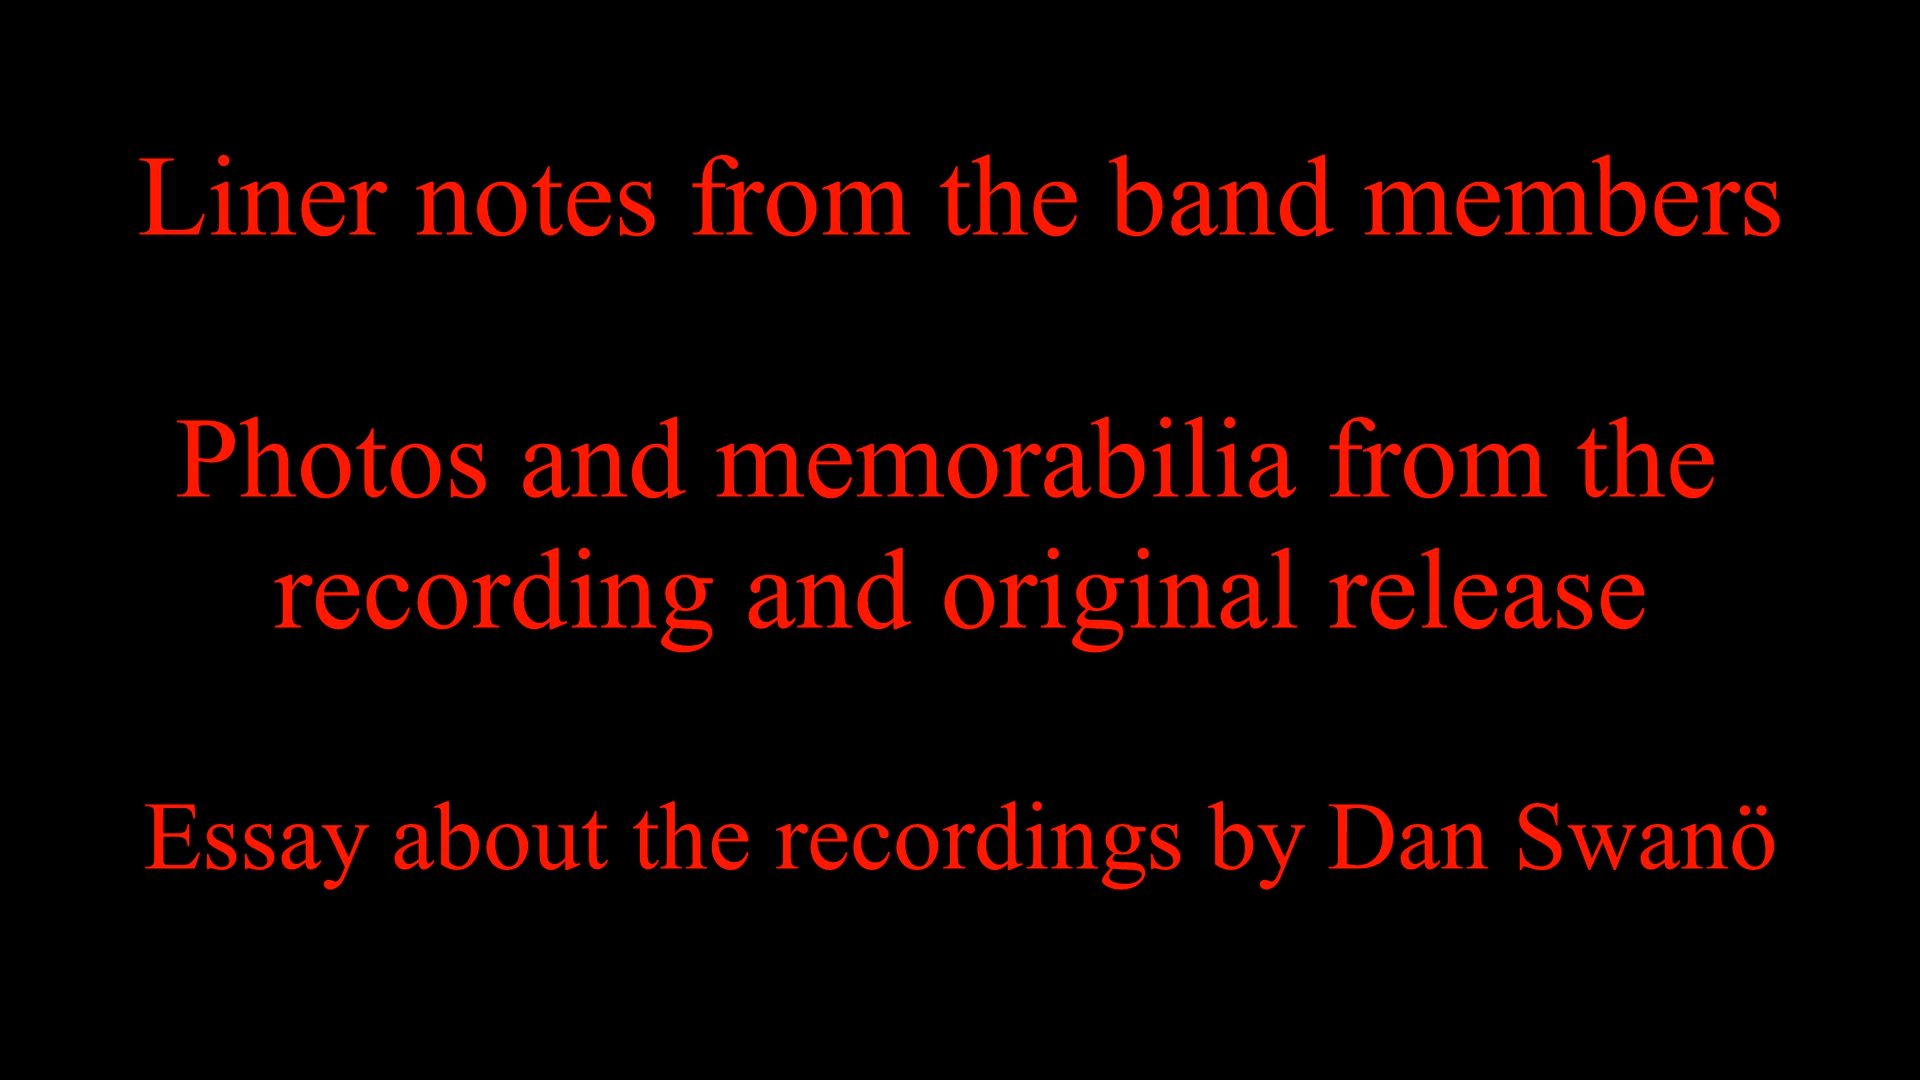 Liner notes from the band members
Photos and memorabilia from the
recording and original release
Essay about the recordings by Dan Swanö